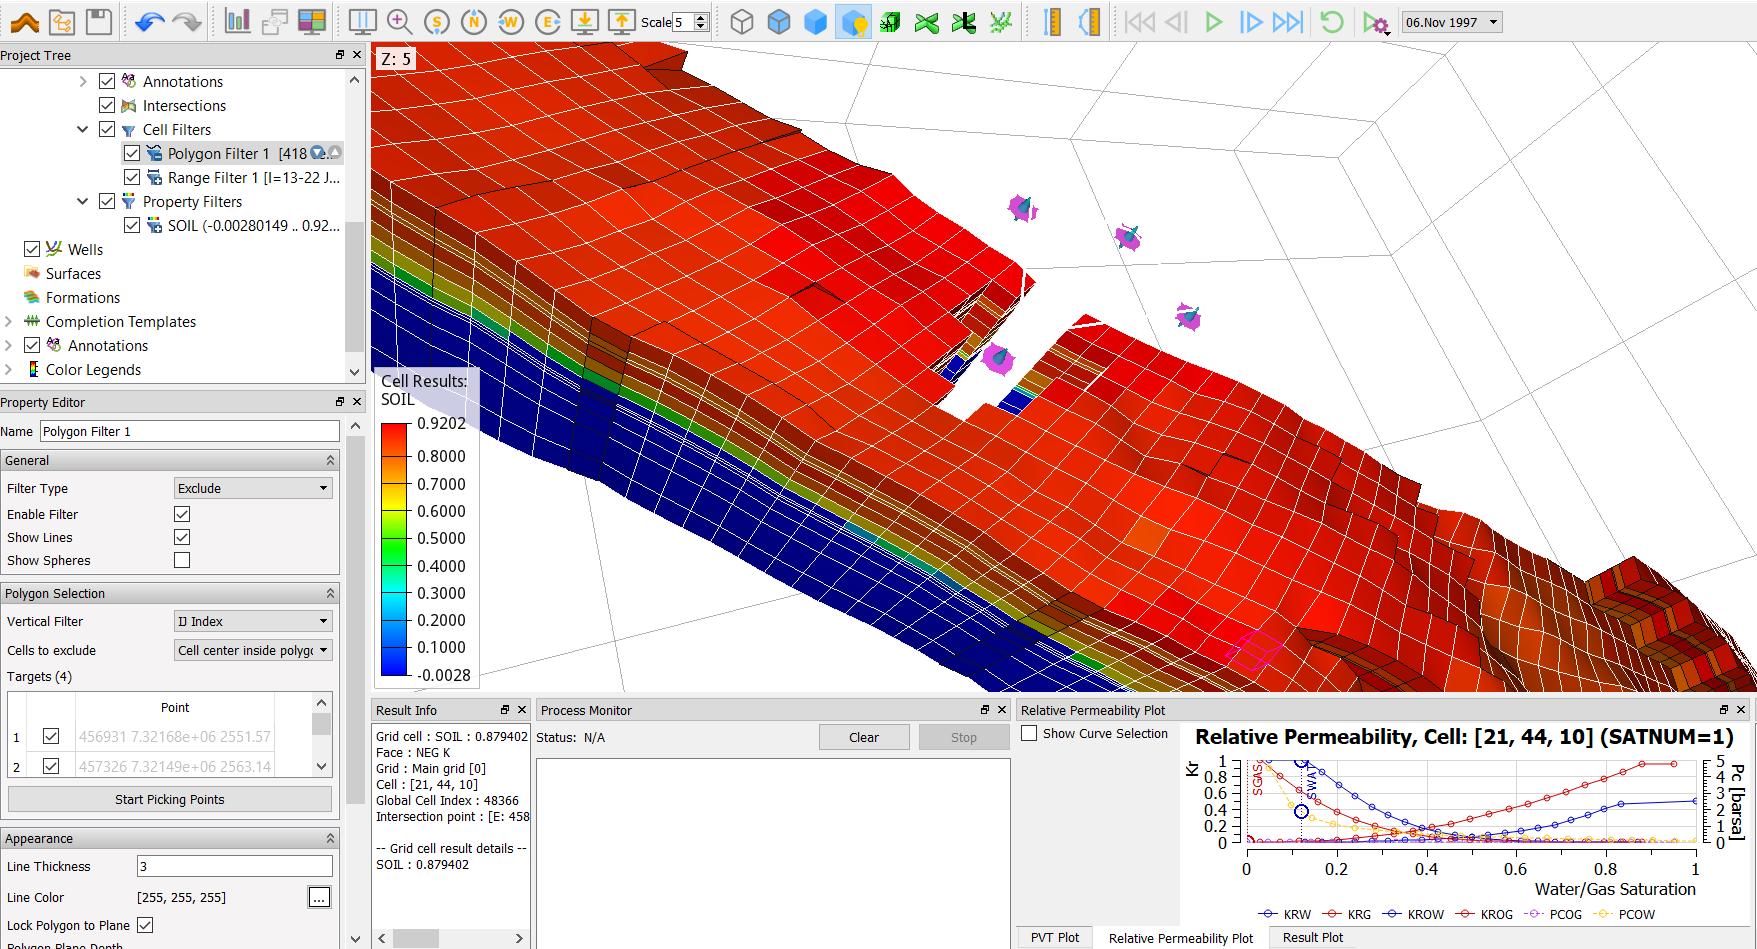 Scale 5
06.Nov 1997
Project Tree
Annotations
Intersections
Cell Filters
Polygon Filter 1 [418
Range Filter 1 [I=13-22 J...
Property Filters
SOIL (-0.00280149 .. 0.92...
Wells
Surfaces
Formations
Completion Templates
Annotations
Color Legends
Property Editor
Name Polygon Filter 1
General
Filter Type Exclude
Enable Filter
Show Lines
Show Spheres
Polygon Selection
Vertical Filter IJ Index
Cells to exclude Cell center inside polygo
Targets (4)
Point
1 456931 7.32168e+06 2551.57
2 457326 7.32149e+06 2563.14
Start Picking Points
Appearance
Line Thickness 3
Line Color [255, 255, 255] ...
Lock Polygon to Plane
Polygon Plane Depth
Z: 5
Cell Results:
SOIL
0.9202
0.8000
0.7000
0.6000
0.5000
0.4000
0.3000
0.2000
0.1000
-0.0028
Result Info
Grid cell : SOIL : 0.879402
Face : NEG K
Grid : Main grid [0]
Cell : [21, 44, 10]
Global Cell Index : 48366
Intersection point : [E: 458
-- Grid cell result details --
SOIL : 0.879402
Process Monitor
Status: N/A
Clear
Stop
Relative Permeability Plot
Show Curve Selection
Relative Permeability, Cell: [21, 44, 10] (SATNUM=1)
Kr
1
0.8
0.6
0.4
0.2
0
SGAS
SWAT
5
4
3
2
1
0
Pc [barsa]
0 0.2 0.4 0.6 0.8 1
Water/Gas Saturation
KRW KRG KROW KROG PCOG PCOW
PVT Plot Relative Permeability Plot Result Plot